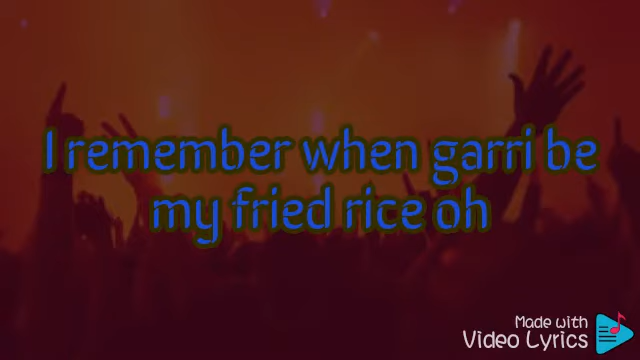 I remember when garri be
my fried rice oh
Made with
Video Lyrics